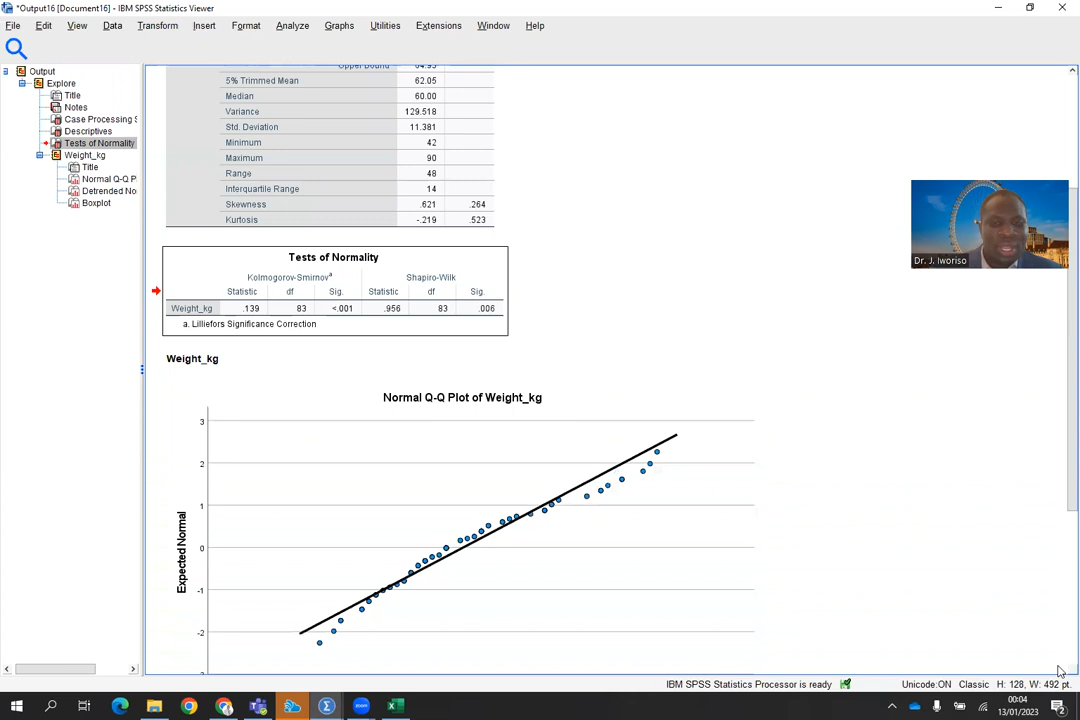 *Output16 [Document16] - IBM SPSS Statistics Viewer
File Edit View Data Transform Insert Format Analyze Graphs Utilities Extensions Window Help
Output
Explore
Title
Notes
Case Processing S
Descriptives
Tests of Normality
Weight_kg
Title
Normal Q-Q P
Detrended No
Boxplot
Upper Bound 64.93
5% Trimmed Mean 62.05
Median 60.00
Variance 129.518
Std. Deviation 11.381
Minimum 42
Maximum 90
Range 48
Interquartile Range 14
Skewness .621 .264
Kurtosis -.219 .523
Tests of Normality
Kolmogorov-Smirnovª Shapiro-Wilk
Statistic df Sig. Statistic df Sig.
Weight_kg .139 83 <.001 .956 83 .006
a. Lilliefors Significance Correction
Weight_kg
Normal Q-Q Plot of Weight_kg
3
2
1
0
-1
-2
Expected Normal
Dr. J. Iworiso
IBM SPSS Statistics Processor is ready Unicode:ON Classic H: 128, W: 492 pt.
00:04
13/01/2023
2